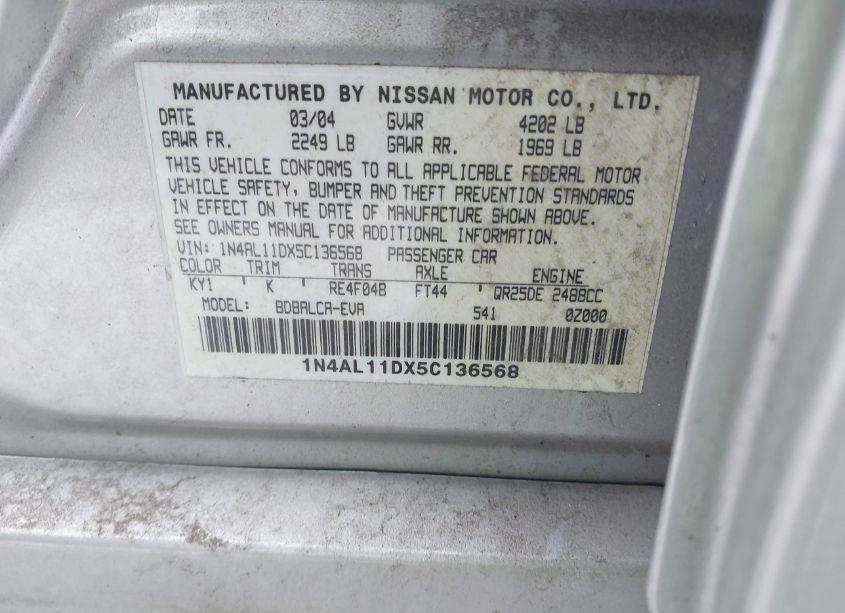 MANUFACTURED BY NISSAN MOTOR CO., LTD.
DATE 03/04 GVWR 4202 LB
GAWR FR. 2249 LB GAWR RR. 1969 LB
THIS VEHICLE CONFORMS TO ALL APPLICABLE FEDERAL MOTOR
VEHICLE SAFETY, BUMPER AND THEFT PREVENTION STANDARDS
IN EFFECT ON THE DATE OF MANUFACTURE SHOWN ABOVE.
SEE OWNERS MANUAL FOR ADDITIONAL INFORMATION.
VIN: 1N4AL11DX5C136568 PASSENGER CAR
COLOR TRIM TRANS AXLE ENGINE
KY1 ' K RE4F04B FT44 ' QR25DE 2488CC
MODEL: BDBALCA-EVA 541 0Z000
1N4AL11DX5C136568